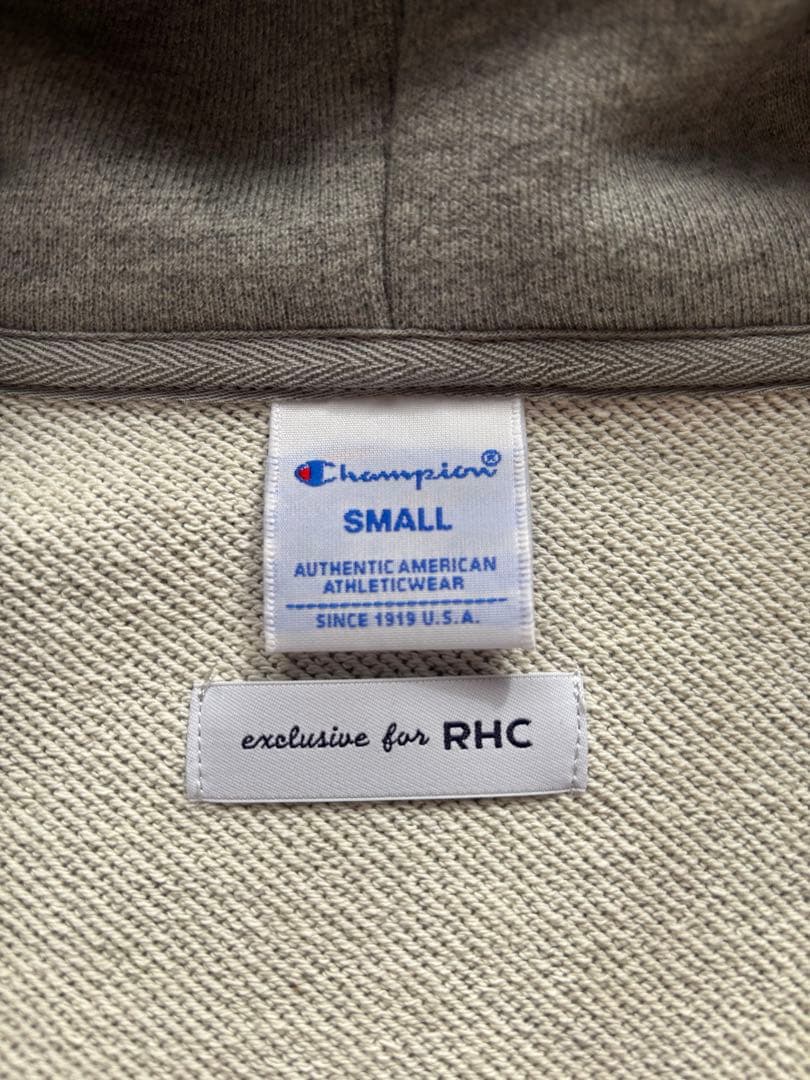 Champion®
SMALL
AUTHENTIC AMERICAN
ATHLETICWEAR
SINCE 1919 U.S.A.
exclusive for RHC